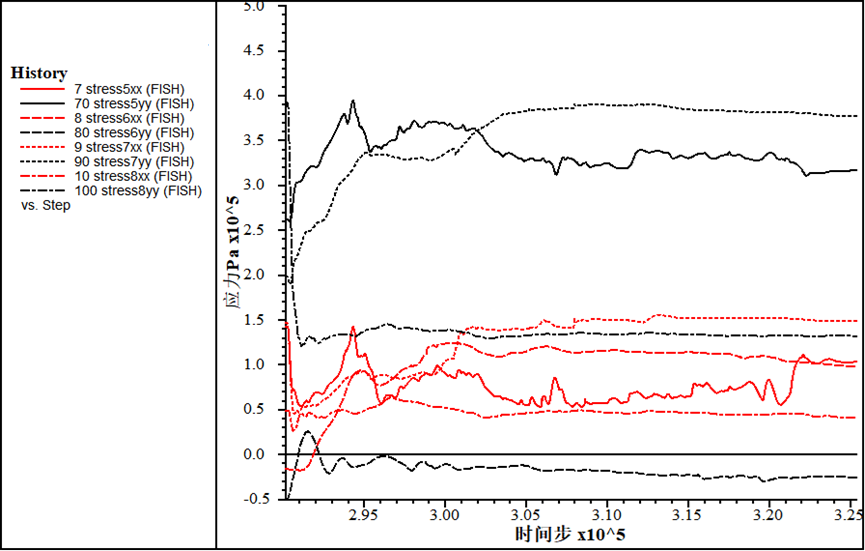 History
7 stress5xx (FISH)
70 stress5yy (FISH)
8 stress6xx (FISH)
80 stress6yy (FISH)
9 stress7xx (FISH)
90 stress7yy (FISH)
10 stress8xx (FISH)
100 stress8yy (FISH)
vs. Step
应力Pa x10^5
5.0
4.5
4.0
3.5
3.0
2.5
2.0
1.5
1.0
0.5
0.0
-0.5
2.95
3.00
3.05
3.10
3.15
3.20
3.25
时间步 x10^5